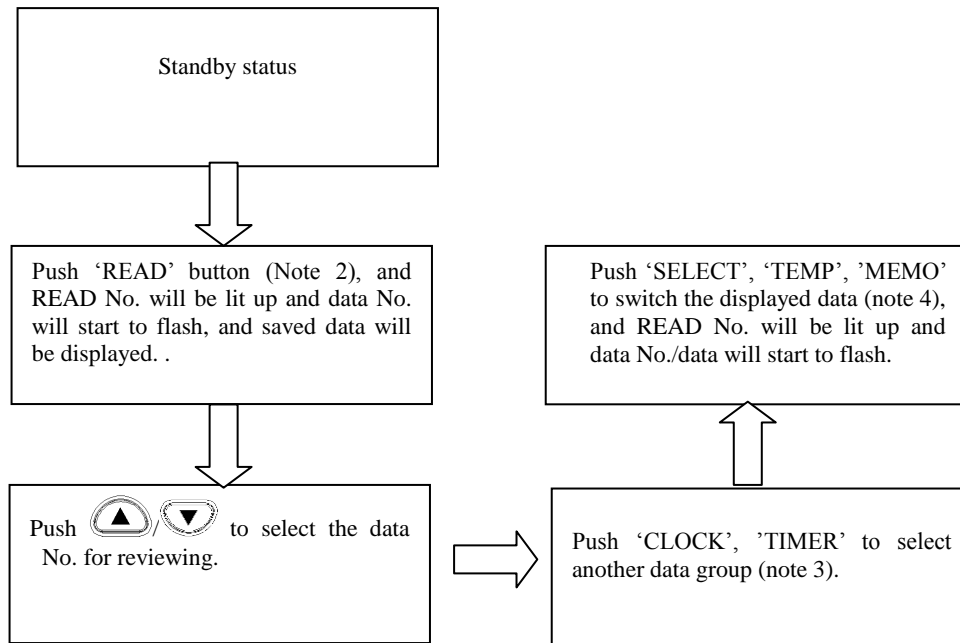 Standby status
Push ‘READ’ button (Note 2), and
READ No. will be lit up and data No.
will start to flash, and saved data will
be displayed. .
Push ▲/▼ to select the data
No. for reviewing.
Push ‘CLOCK’, ’TIMER’ to select
another data group (note 3).
Push ‘SELECT’, ‘TEMP’, ’MEMO’
to switch the displayed data (note 4),
and READ No. will be lit up and
data No./data will start to flash.